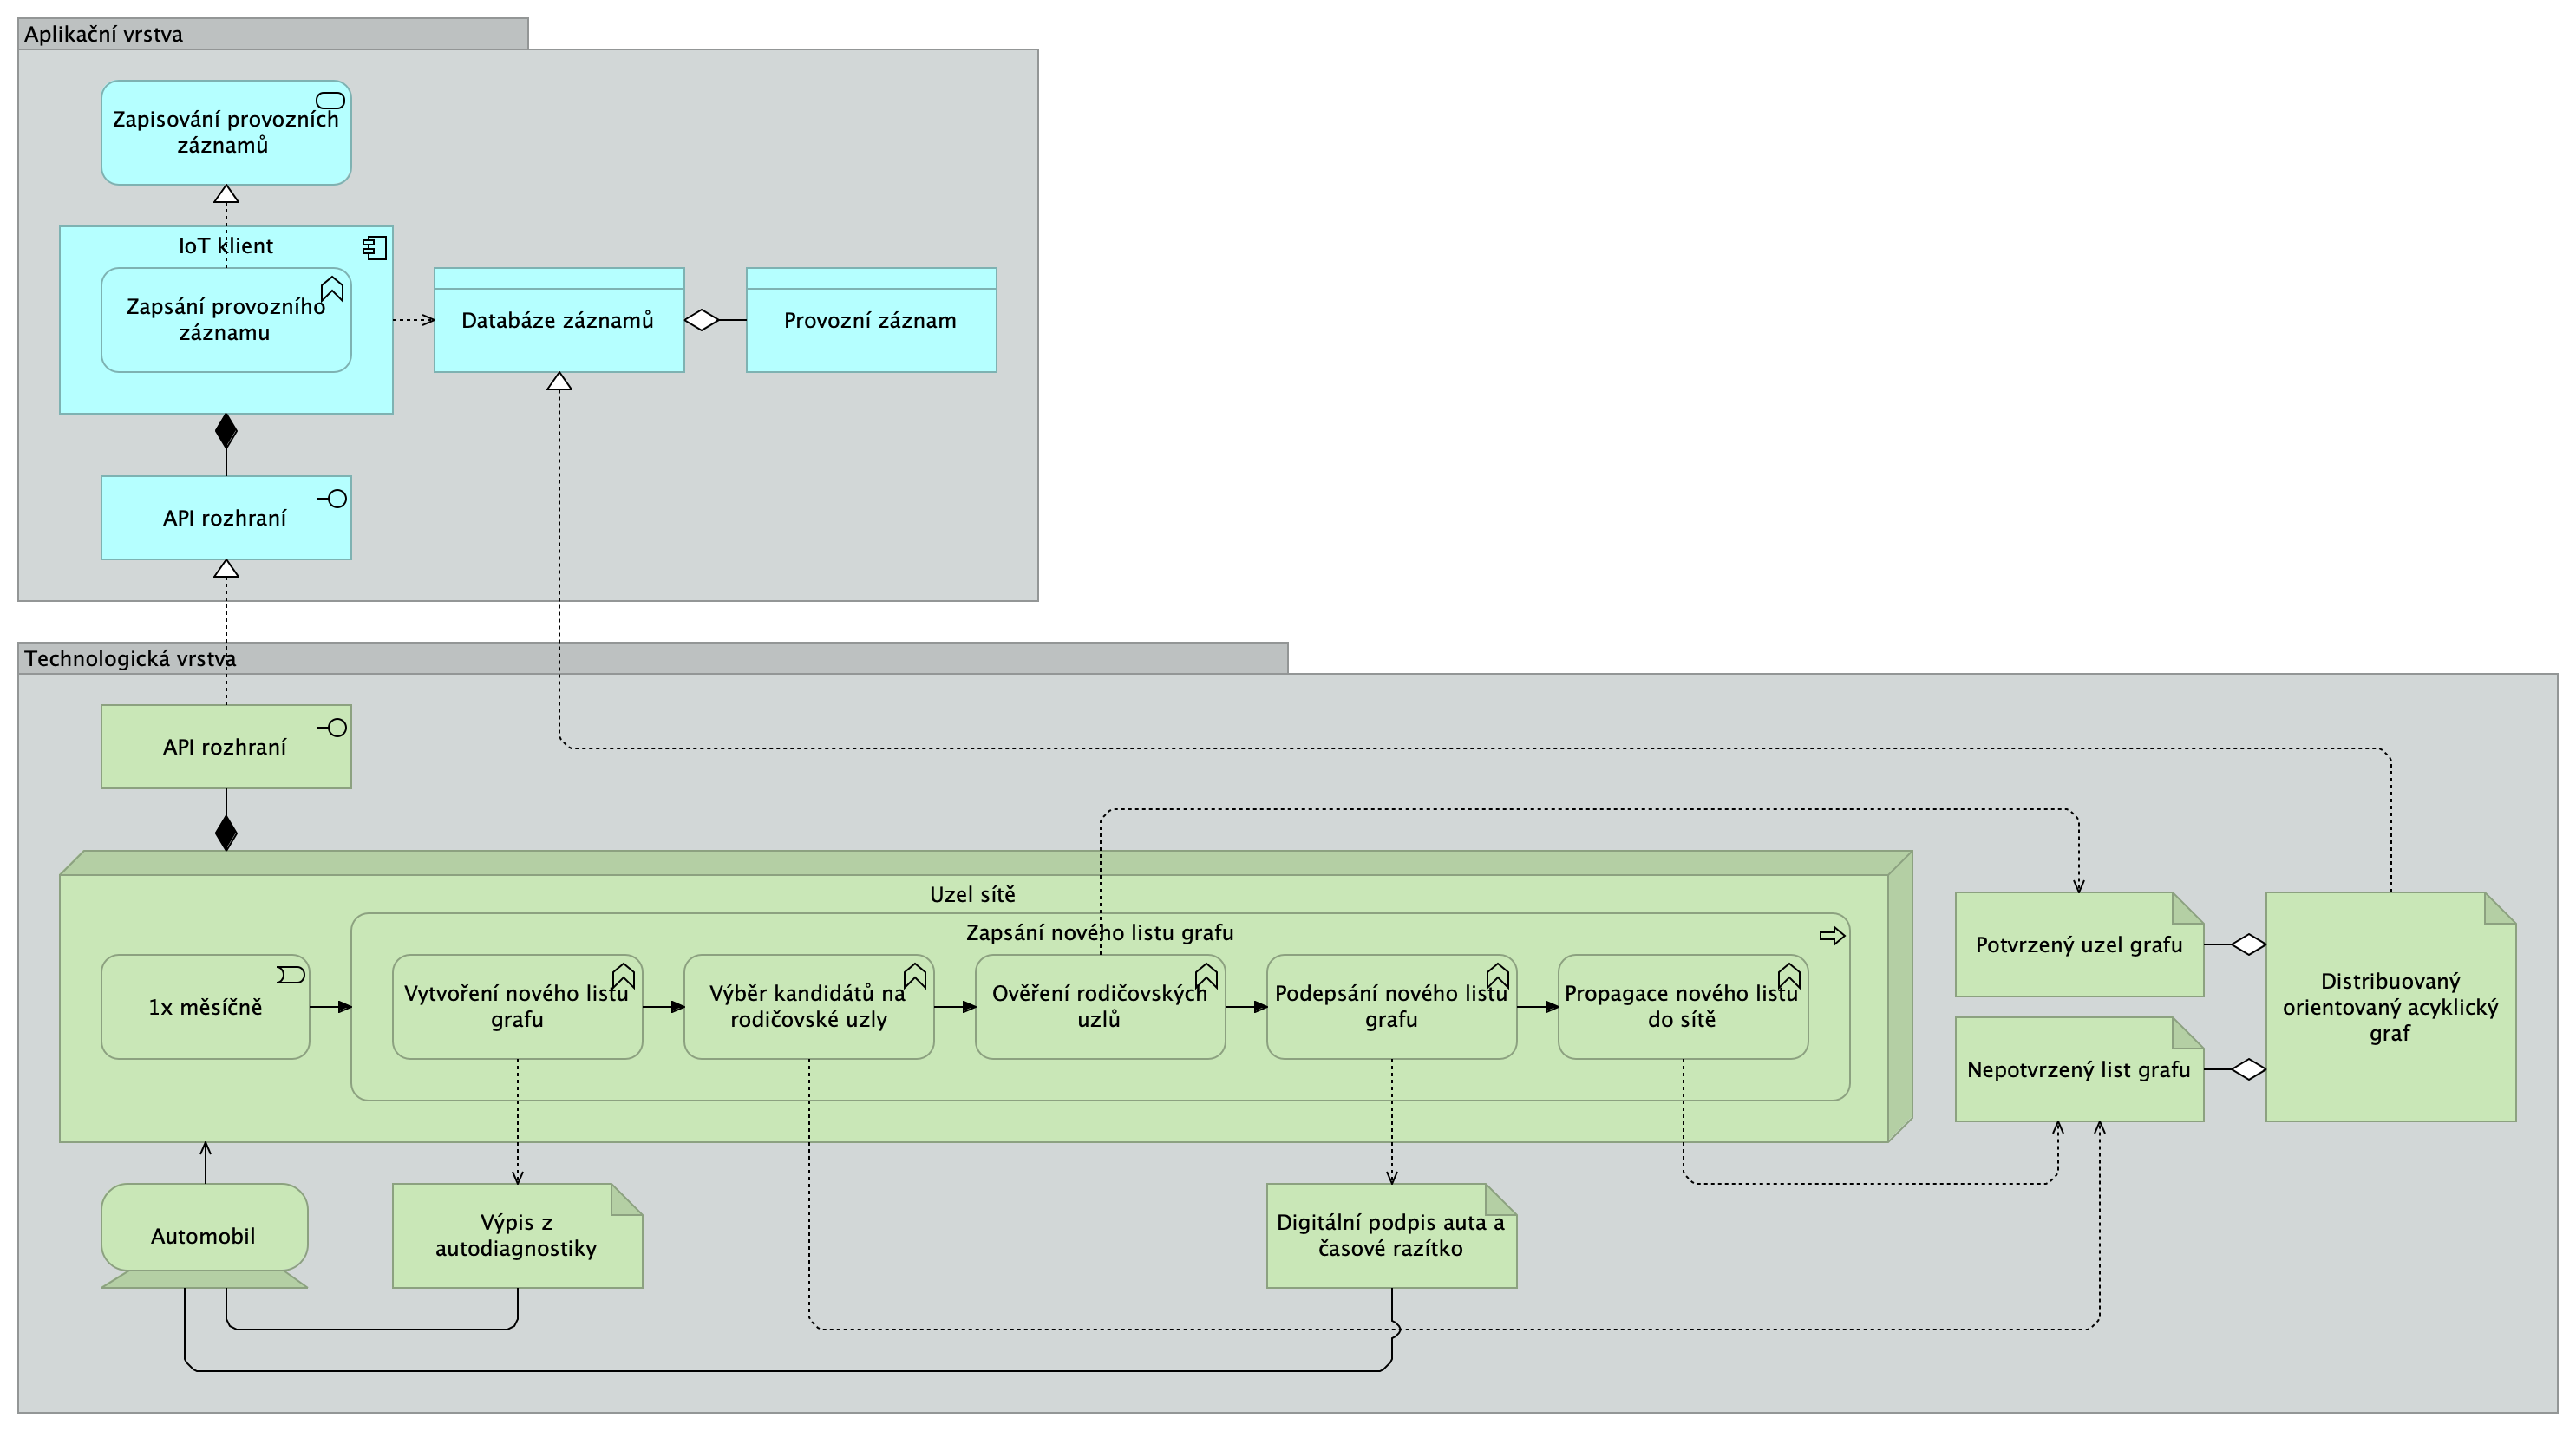 Aplikační vrstva
Zapisování provozních
záznamů
IoT klient
Zapsání provozního
záznamu
Databáze záznamů
Provozní záznam
API rozhraní
Technologická vrstva
API rozhraní
Uzel sítě
Zapsání nového listu grafu
1x měsíčně
Vytvoření nového listu
grafu
Výběr kandidátů na
rodičovské uzly
Ověření rodičovských
uzlů
Podepsání nového listu
grafu
Propagace nového listu
do sítě
Potvrzený uzel grafu
Nepotvrzený list grafu
Distribuovaný
orientovaný acyklický
graf
Automobil
Výpis z
autodiagnostiky
Digitální podpis auta a
časové razítko